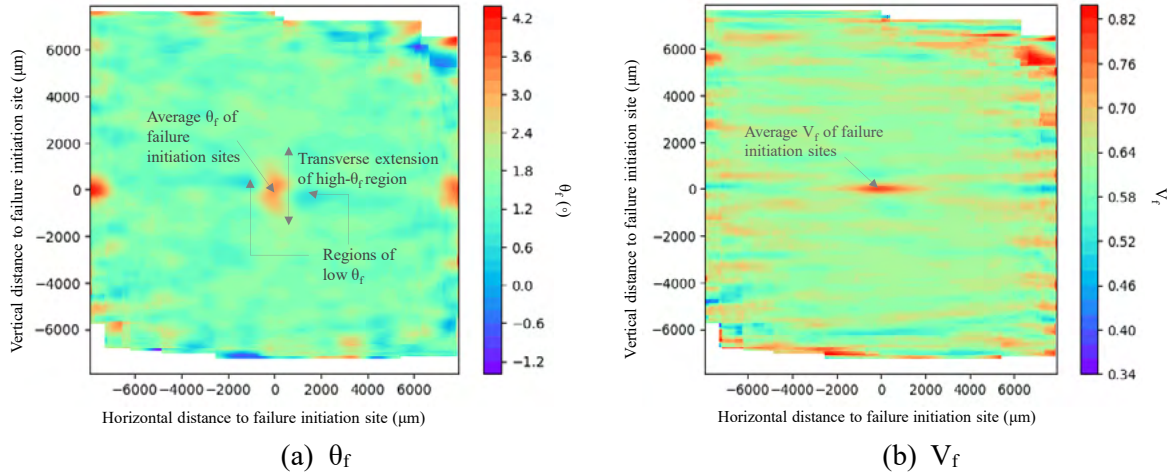 6000
4000
2000
0
−2000
−4000
−6000
−6000 −4000 −2000 0 2000 4000 6000
Vertical distance to failure initiation site (μm)
Horizontal distance to failure initiation site (μm)
Average θf of
failure
initiation sites
Transverse extension
of high-θf region
Regions of
low θf
4.2
3.6
3.0
2.4
1.8
1.2
0.6
0.0
−0.6
−1.2
θf (°)
(a) θf
6000
4000
2000
0
−2000
−4000
−6000
−6000 −4000 −2000 0 2000 4000 6000
Vertical distance to failure initiation site (μm)
Horizontal distance to failure initiation site (μm)
Average Vf of failure
initiation sites
0.82
0.76
0.70
0.64
0.58
0.52
0.46
0.40
0.34
Vf
(b) Vf